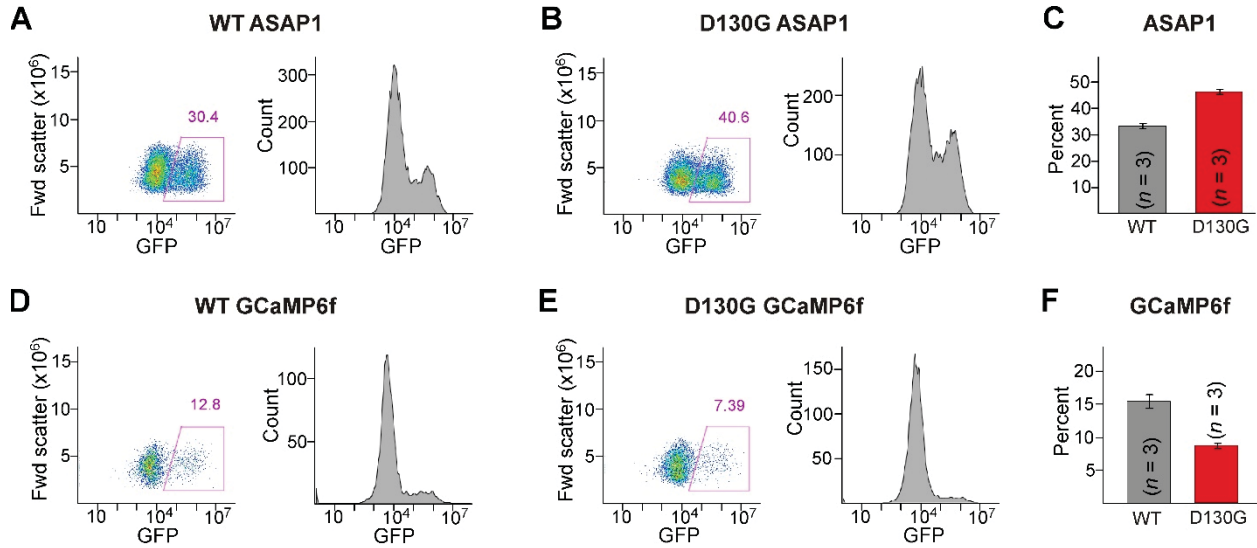 A WT ASAP1
Fwd scatter (x10⁶)
15
10
5
30.4
10 10⁴ 10⁷
GFP
Count
300
200
100
10 10⁴ 10⁷
GFP
B D130G ASAP1
Fwd scatter (x10⁶)
15
10
5
40.6
10 10⁴ 10⁷
GFP
Count
200
100
10 10⁴ 10⁷
GFP
C ASAP1
Percent
50
40
30
20
10
(n = 3)
(n = 3)
WT D130G
D WT GCaMP6f
Fwd scatter (x10⁶)
15
10
5
12.8
10 10⁴ 10⁷
GFP
Count
100
50
10 10⁴ 10⁷
GFP
E D130G GCaMP6f
Fwd scatter (x10⁶)
15
10
5
7.39
10 10⁴ 10⁷
GFP
Count
150
100
50
10 10⁴ 10⁷
GFP
F GCaMP6f
Percent
20
15
10
5
(n = 3)
(n = 3)
WT D130G